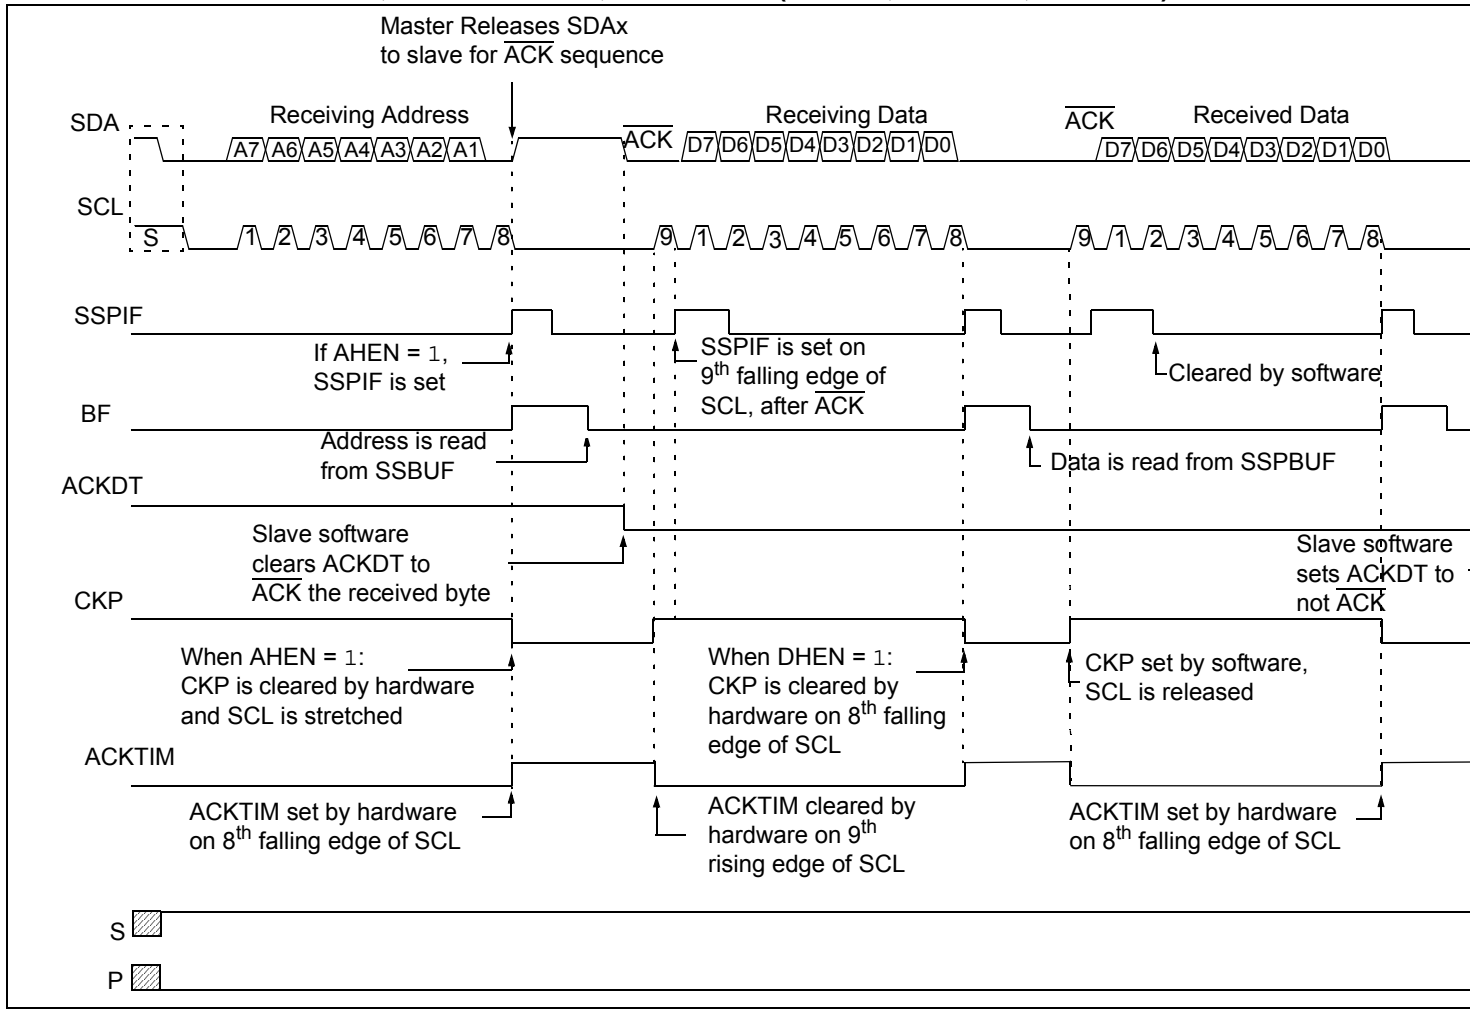 Master Releases SDAx
to slave for ACK sequence
SDA
Receiving Address
ACK
Receiving Data
ACK
Received Data
A7 A6 A5 A4 A3 A2 A1
D7 D6 D5 D4 D3 D2 D1 D0
D7 D6 D5 D4 D3 D2 D1 D0
SCL
S
1 2 3 4 5 6 7 8
9 1 2 3 4 5 6 7 8
9 1 2 3 4 5 6 7 8
SSPIF
If AHEN = 1,
SSPIF is set
SSPIF is set on
9th falling edge of
SCL, after ACK
Cleared by software
BF
Address is read
from SSBUF
Data is read from SSPBUF
ACKDT
Slave software
clears ACKDT to
ACK the received byte
Slave software
sets ACKDT to
not ACK
CKP
When AHEN = 1:
CKP is cleared by hardware
and SCL is stretched
When DHEN = 1:
CKP is cleared by
hardware on 8th falling
edge of SCL
CKP set by software,
SCL is released
ACKTIM
ACKTIM set by hardware
on 8th falling edge of SCL
ACKTIM cleared by
hardware on 9th
rising edge of SCL
ACKTIM set by hardware
on 8th falling edge of SCL
S
P